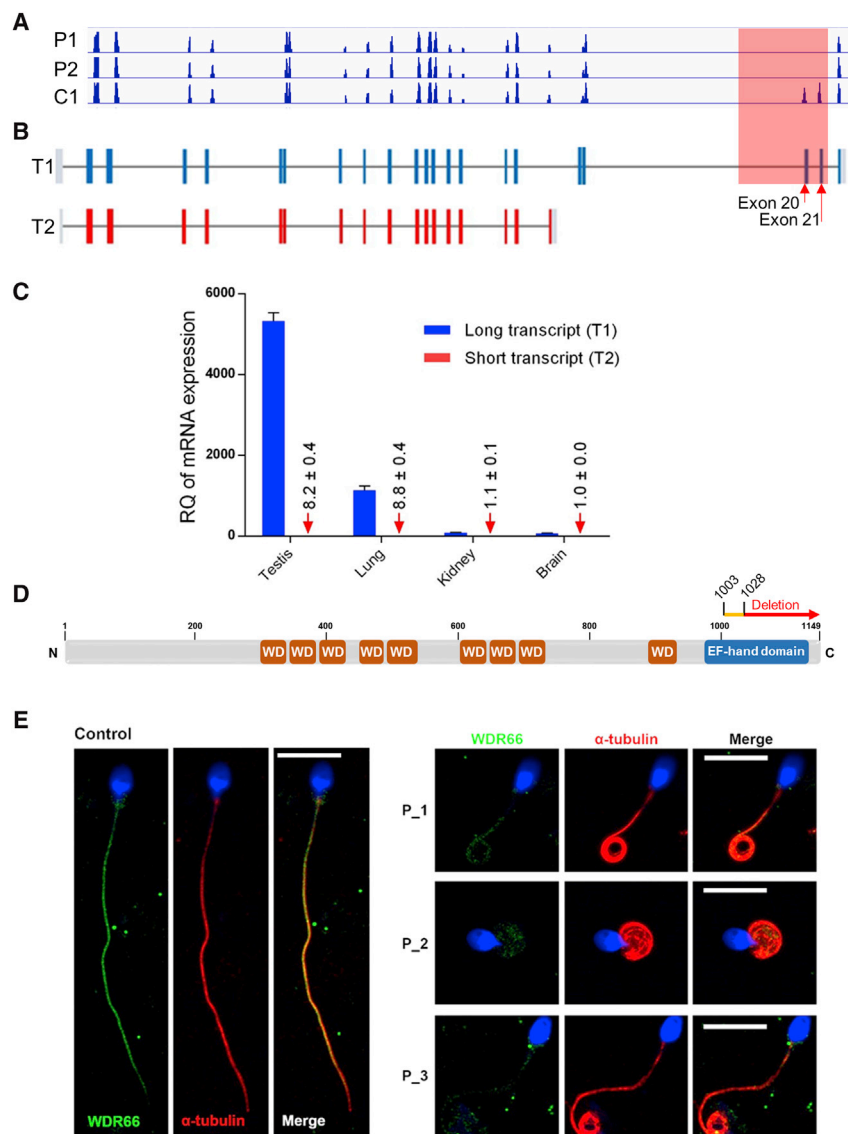 A
P1
P2
C1
B
T1
Exon 20
Exon 21
T2
C
RQ of mRNA expression
6000
4000
2000
0
Long transcript (T1)
Short transcript (T2)
8.2 ± 0.4
8.8 ± 0.4
1.1 ± 0.1
1.0 ± 0.0
Testis
Lung
Kidney
Brain
D
1003
1028
Deletion
1 200 400 600 800 1000 1149
N WD WD WD WD WD WD WD WD WD EF-hand domain C
E
Control
WDR66 α-tubulin Merge
WDR66 α-tubulin Merge
P_1
P_2
P_3